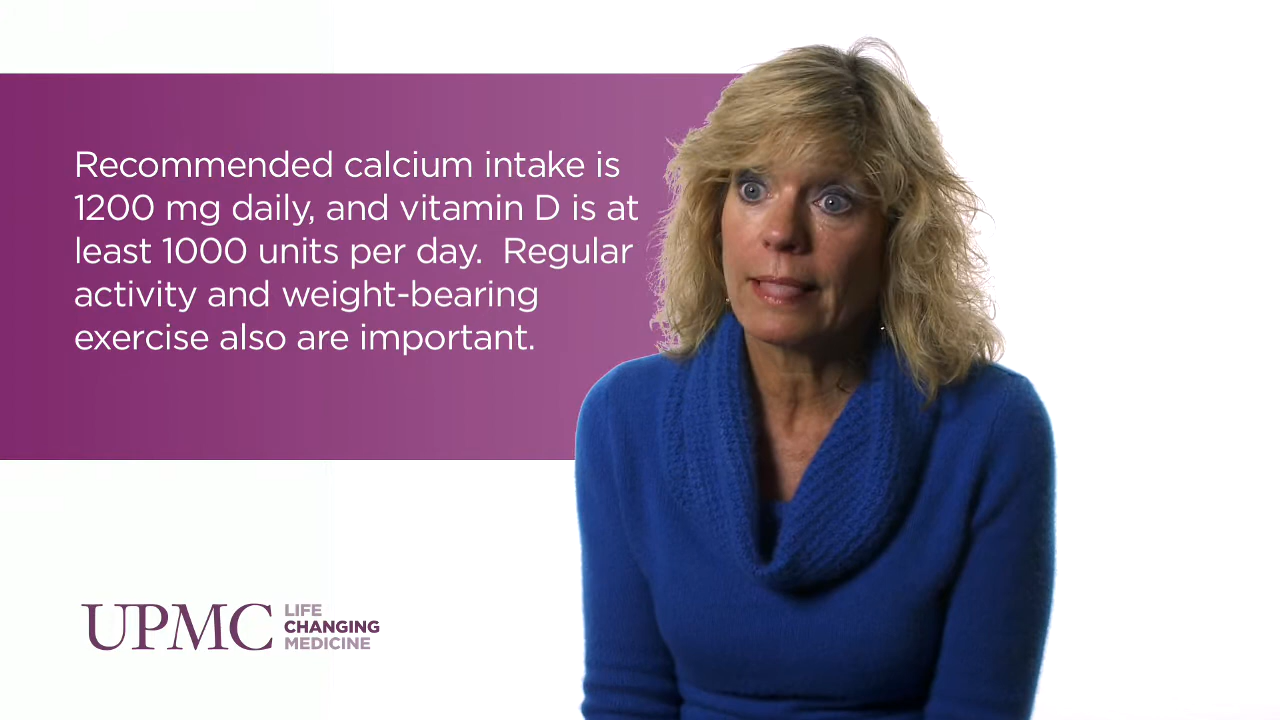 Recommended calcium intake is
1200 mg daily, and vitamin D is at
least 1000 units per day.  Regular
activity and weight-bearing
exercise also are important.
UPMC
LIFE
CHANGING
MEDICINE